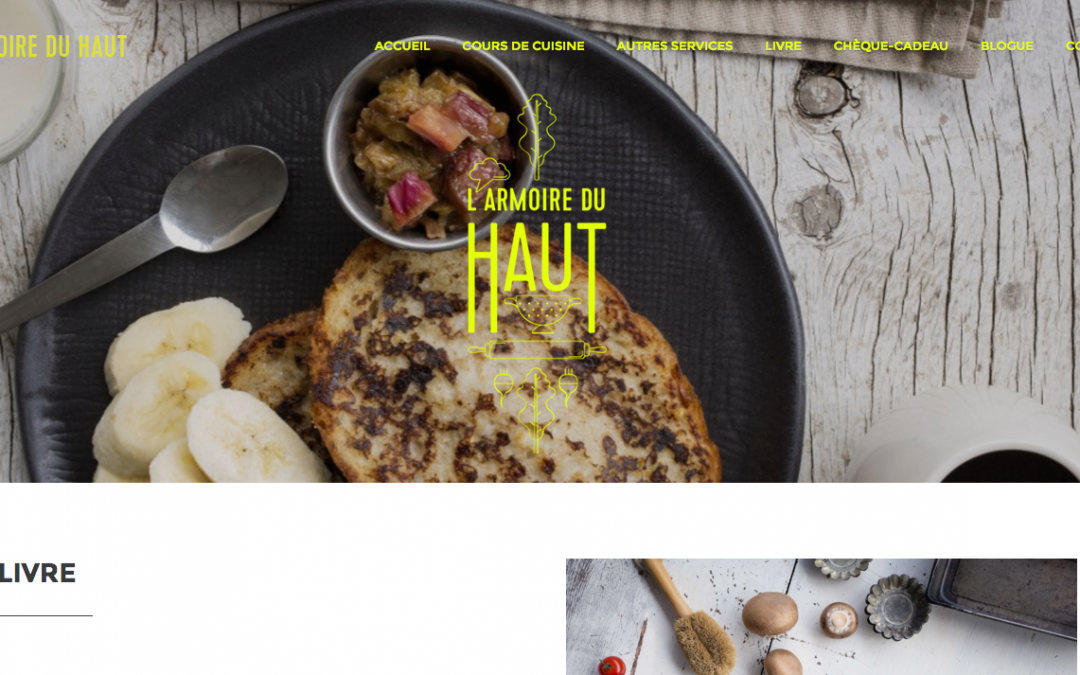 OIRE DU HAUT
ACCUEIL COURS DE CUISINE AUTRES SERVICES LIVRE CHÈQUE-CADEAU BLOGUE CO
L'ARMOIRE DU
HAUT
LIVRE